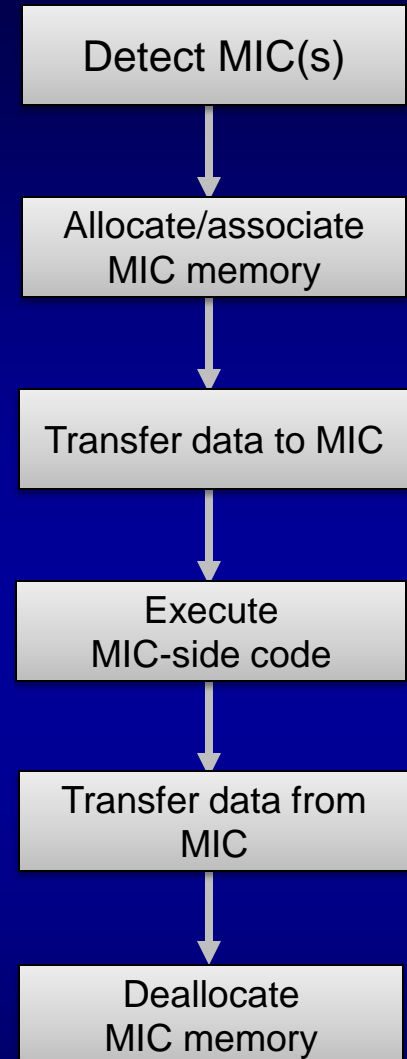 Detect MIC(s)
Allocate/associate
MIC memory
Transfer data to MIC
Execute
MIC-side code
Transfer data from
MIC
Deallocate
MIC memory